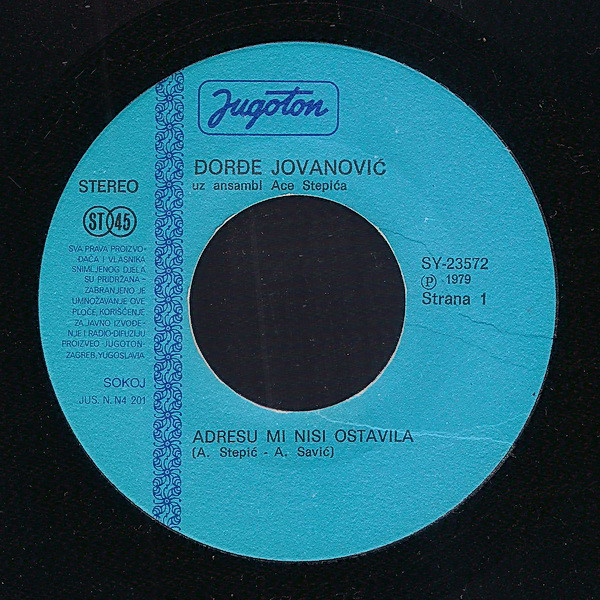 Jugoton
ĐORĐE JOVANOVIĆ
uz ansambl Ace Stepića
STEREO
ST 45
SVA PRAVA PROIZVO-
ĐAČA I VLASNIKA
SNIMLJENOG DJELA
SU PRIDRŽANA-
ZABRANJENO JE
UMNOŽAVANJE OVE
PLOČE, KORIŠĆENJE
ZA JAVNO IZVOĐE-
NJE I RADIO-DIFUZIJU
PROIZVEO-JUGOTON-
ZAGREB, YUGOSLAVIA
SOKOJ
JUS. N. N4 201
SY-23572
Ⓟ 1979
Strana 1
ADRESU MI NISI OSTAVILA
(A. Stepić - A. Savić)